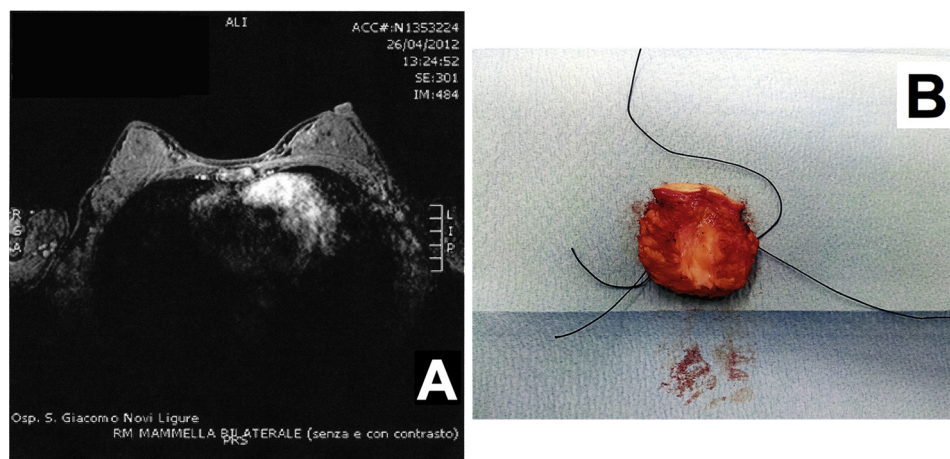 ALI
ACC#:N1353224
26/04/2012
13:24:52
SE:301
IM:484
R
S
A
L
I
P
A
Osp. S. Giacomo Novi Ligure
RM MAMMELLA BILATERALE (senza e con contrasto)
PRS
B